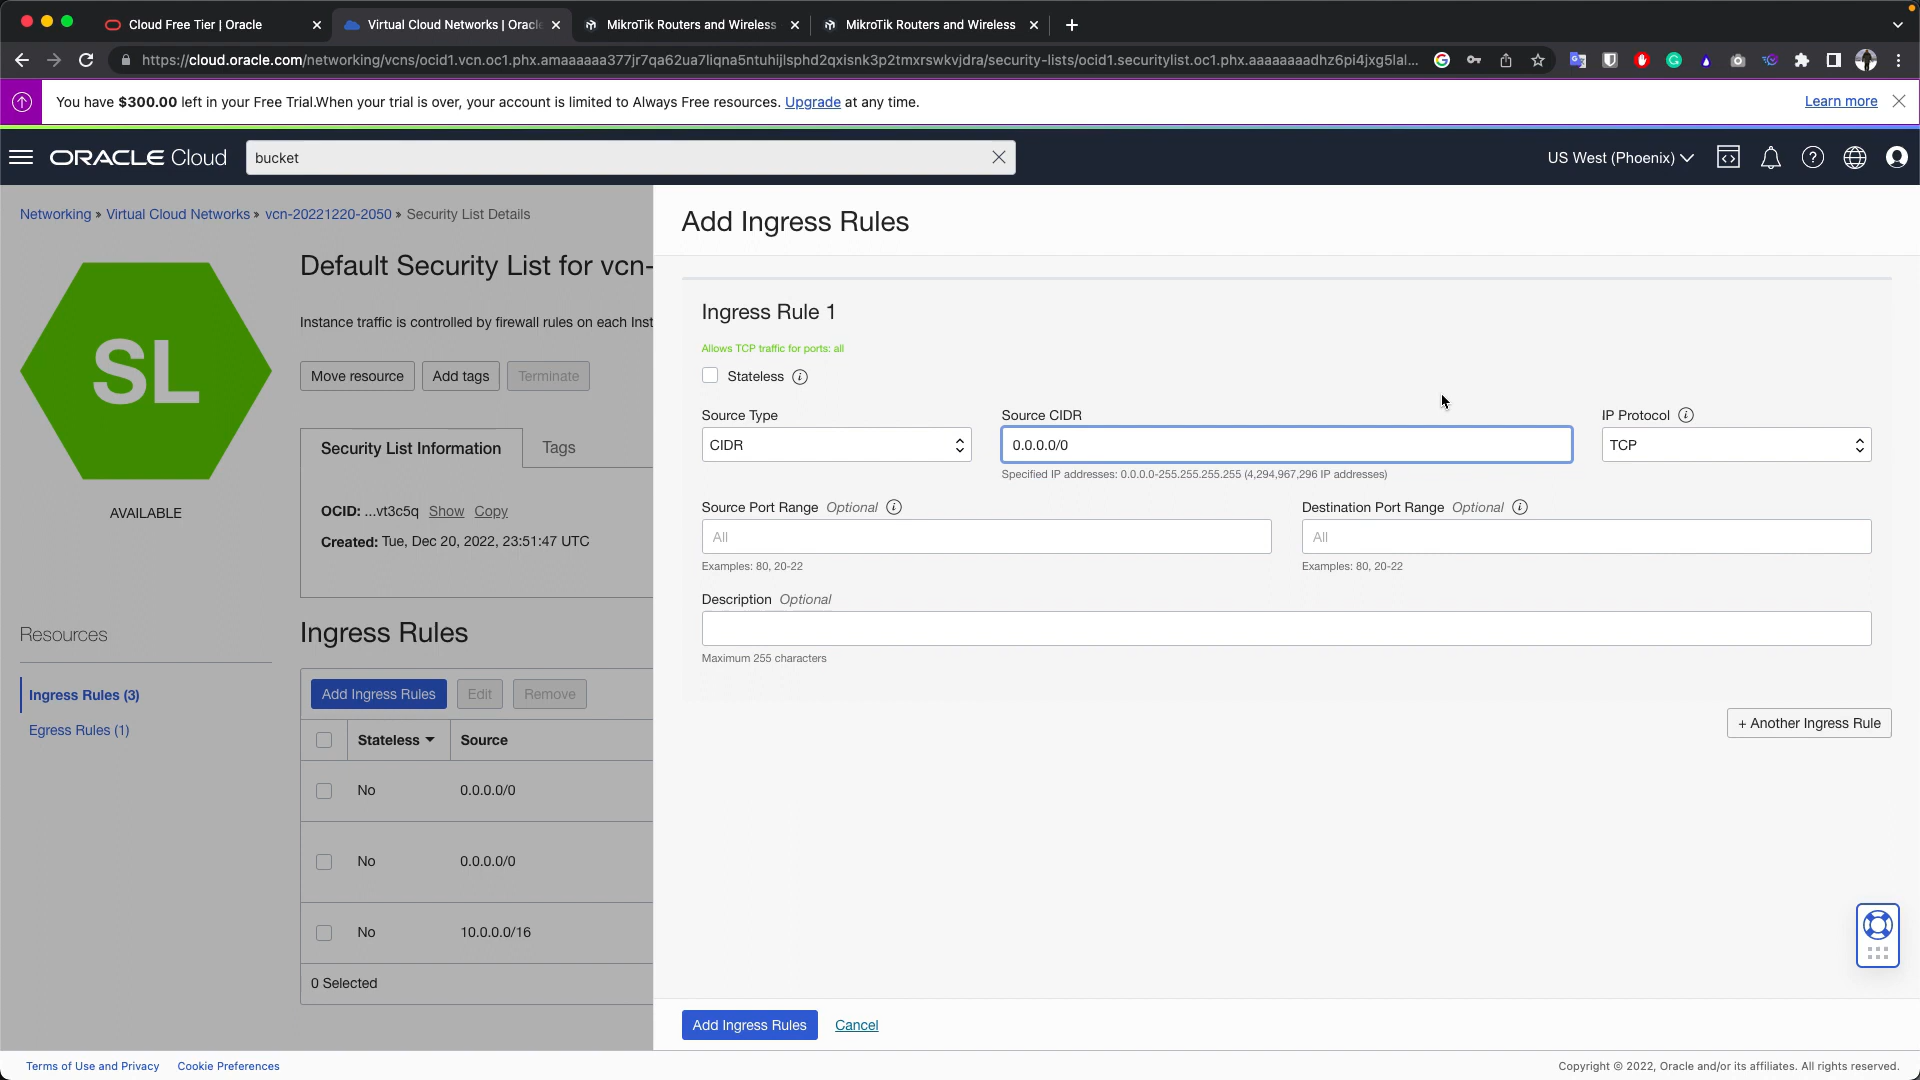 Cloud Free Tier | Oracle
Virtual Cloud Networks | Oracle
MikroTik Routers and Wireless
MikroTik Routers and Wireless
https://cloud.oracle.com/networking/vcns/ocid1.vcn.oc1.phx.amaaaaaa377jr7qa62ua7liqna5ntuhijlsphd2qxisnk3p2tmxrswkvjdra/security-lists/ocid1.securitylist.oc1.phx.aaaaaaaadhz6pi4jxg5lal...
You have $300.00 left in your Free Trial.When your trial is over, your account is limited to Always Free resources. Upgrade at any time.
Learn more
ORACLE Cloud
bucket
US West (Phoenix)
Networking » Virtual Cloud Networks » vcn-20221220-2050 » Security List Details
SL
AVAILABLE
Default Security List for vcn-
Instance traffic is controlled by firewall rules on each Inst
Move resource
Add tags
Terminate
Security List Information
Tags
OCID: ...vt3c5q Show Copy
Created: Tue, Dec 20, 2022, 23:51:47 UTC
Resources
Ingress Rules (3)
Egress Rules (1)
Ingress Rules
Add Ingress Rules
Edit
Remove
Stateless
Source
No
0.0.0.0/0
No
0.0.0.0/0
No
10.0.0.0/16
0 Selected
Add Ingress Rules
Ingress Rule 1
Allows TCP traffic for ports: all
Stateless
Source Type
CIDR
Source CIDR
0.0.0.0/0
Specified IP addresses: 0.0.0.0-255.255.255.255 (4,294,967,296 IP addresses)
IP Protocol
TCP
Source Port Range Optional
All
Examples: 80, 20-22
Destination Port Range Optional
All
Examples: 80, 20-22
Description Optional
Maximum 255 characters
+ Another Ingress Rule
Add Ingress Rules
Cancel
Terms of Use and Privacy
Cookie Preferences
Copyright © 2022, Oracle and/or its affiliates. All rights reserved.